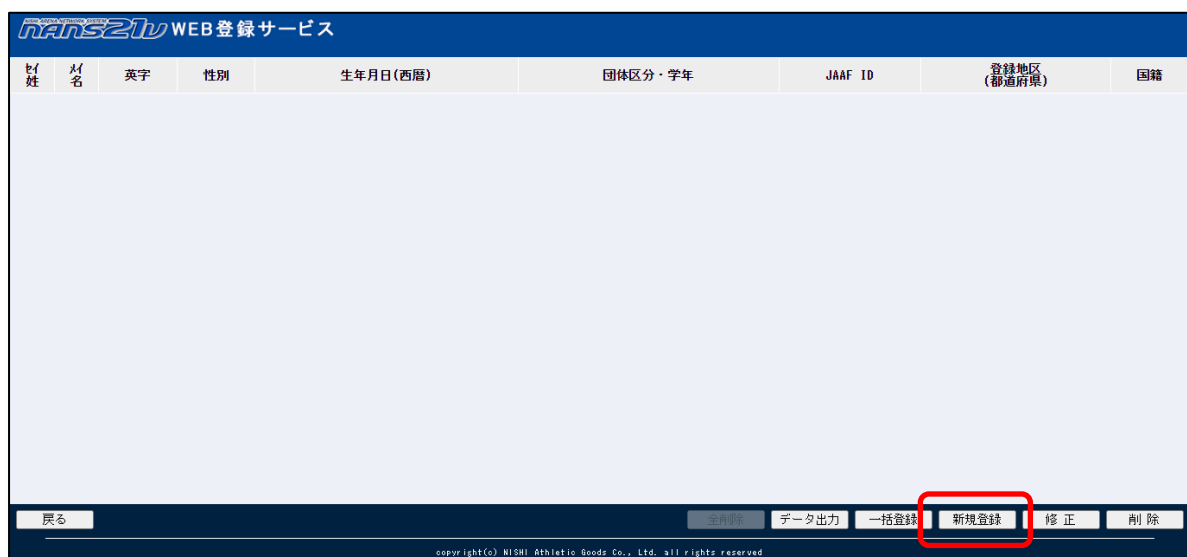 NISHI ARENA NETWORK SYSTEM
nANS21V WEB登録サービス
セイ 姓 メイ 名 英字 性別 生年月日(西暦) 団体区分・学年 JAAF ID 登録地区 (都道府県) 国籍
戻る 全削除 データ出力 一括登録 新規登録 修 正 削 除
copyright(c) NISHI Athletic Goods Co., Ltd. all rights reserved